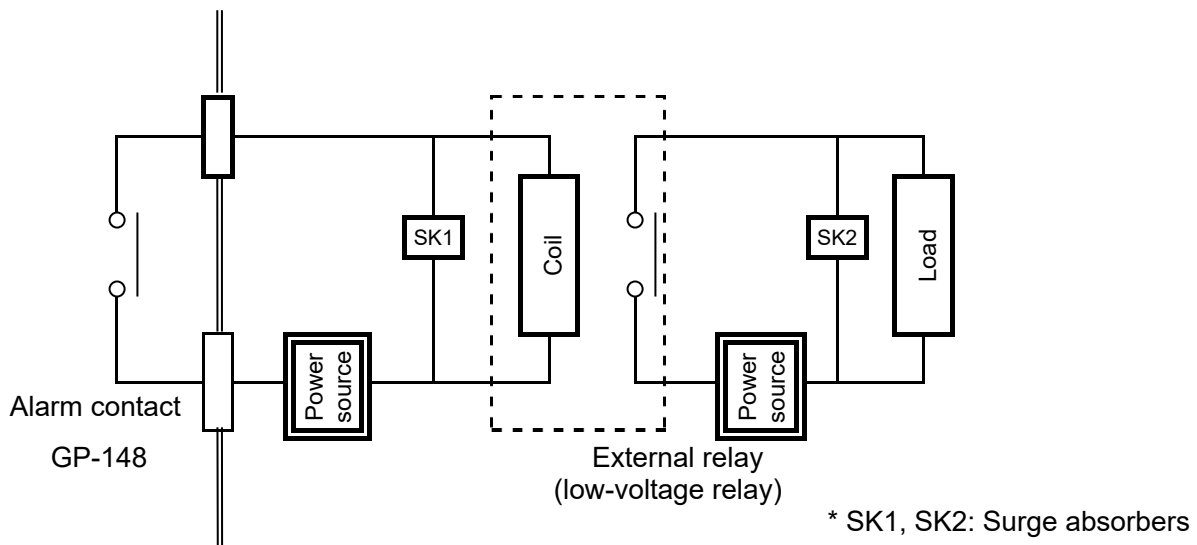 SK1
Coil
SK2
Load
Power
source
Power
source
Alarm contact
GP-148
External relay
(low-voltage relay)
* SK1, SK2: Surge absorbers